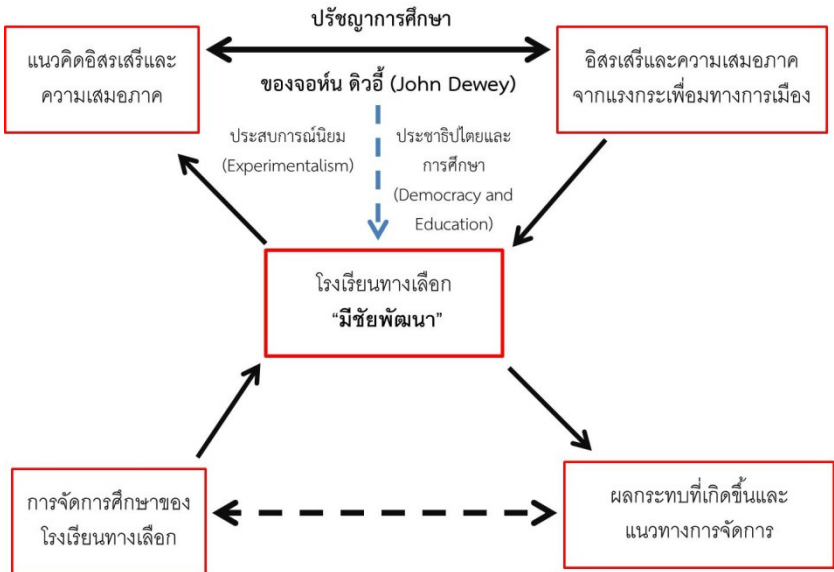 ปรัชญาการศึกษา
แนวคิดอิสรเสรีและ
ความเสมอภาค
อิสรเสรีและความเสมอภาค
จากแรงกระเพื่อมทางการเมือง
ของจอห์น ดิวอี้ (John Dewey)
ประสบการณ์นิยม
(Experimentalism)
ประชาธิปไตยและ
การศึกษา
(Democracy and
Education)
โรงเรียนทางเลือก
“มีชัยพัฒนา”
การจัดการศึกษาของ
โรงเรียนทางเลือก
ผลกระทบที่เกิดขึ้นและ
แนวทางการจัดการ